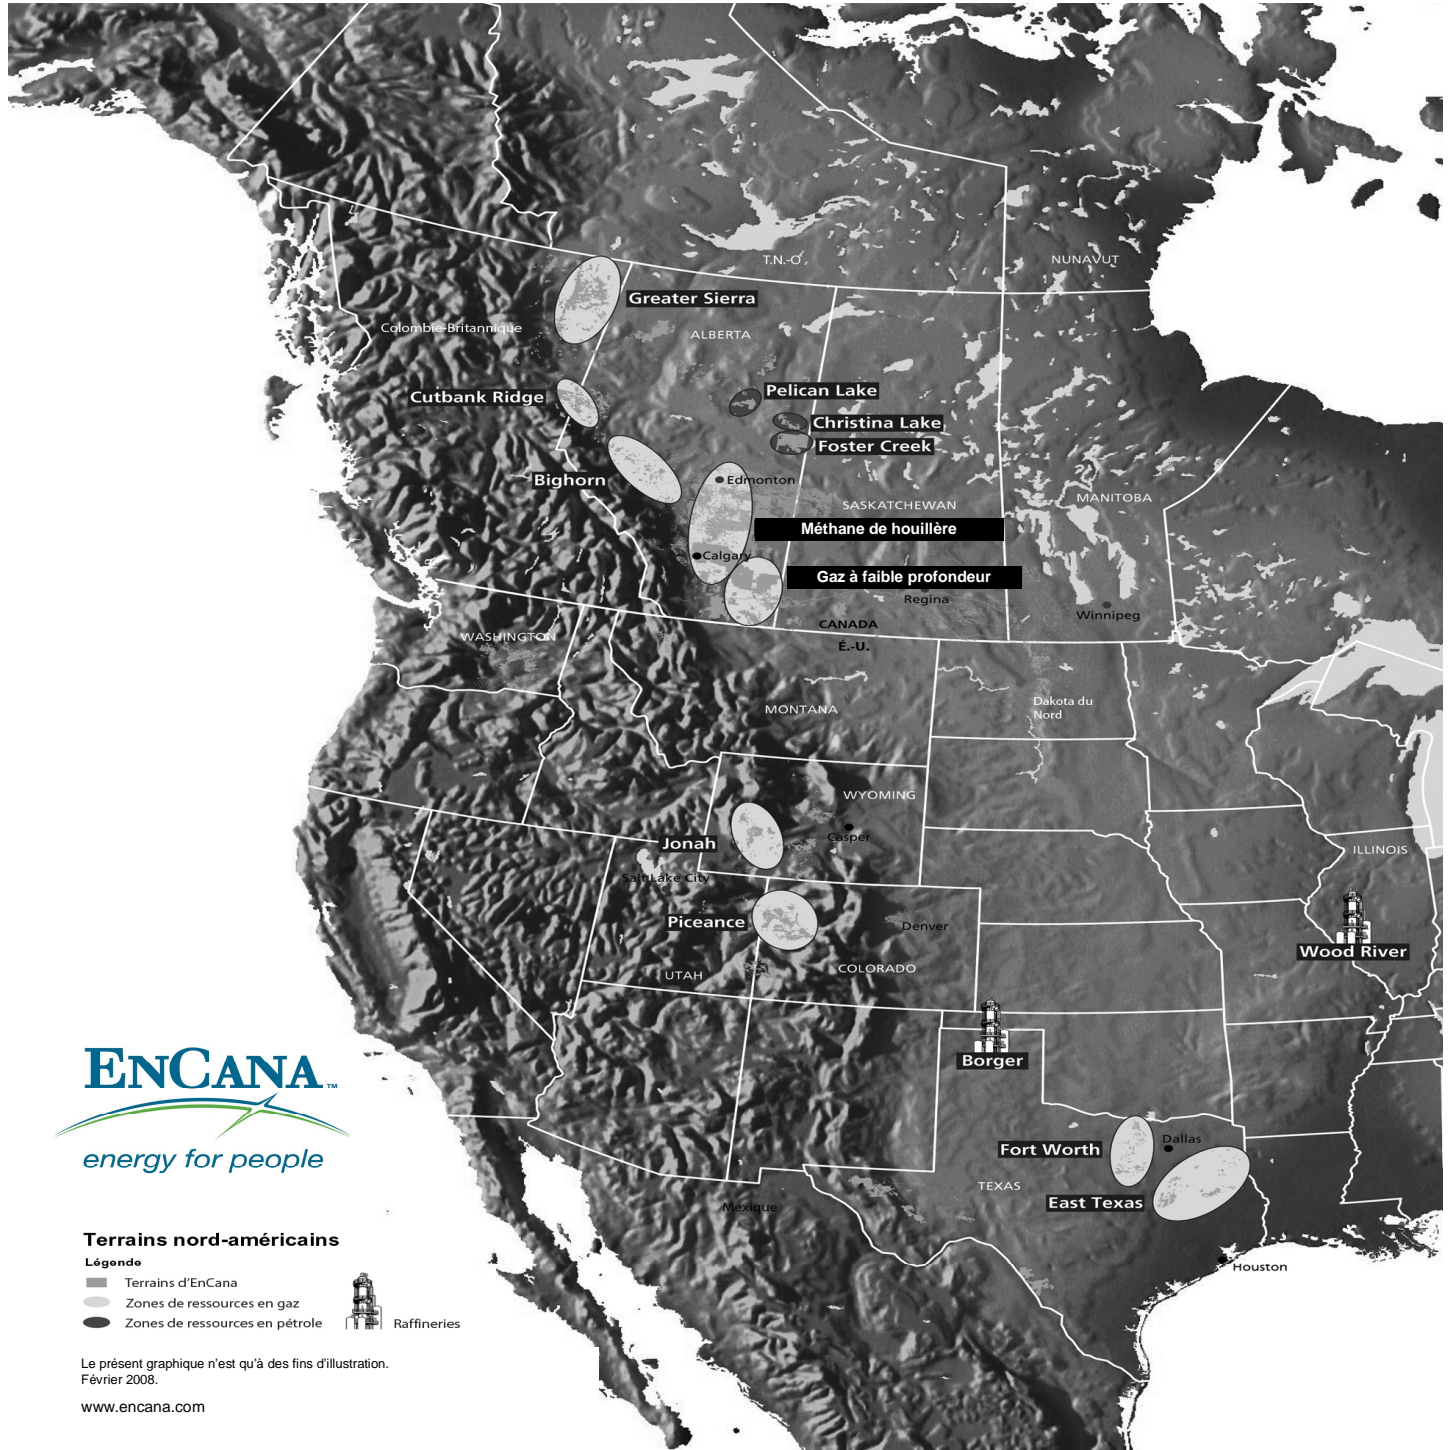 T.N.-O.
NUNAVUT
Greater Sierra
Colombie-Britannique
ALBERTA
Pelican Lake
Cutbank Ridge
Christina Lake
Foster Creek
Bighorn
Edmonton
MANITOBA
SASKATCHEWAN
Méthane de houillère
Calgary
Gaz à faible profondeur
Regina
Winnipeg
CANADA
WASHINGTON
É.-U.
Dakota du
Nord
MONTANA
WYOMING
Casper
Jonah
ILLINOIS
Salt Lake City
Piceance
Denver
Wood River
COLORADO
UTAH
Borger
ENCANA™
energy for people
Dallas
Fort Worth
TEXAS
East Texas
Mexique
Houston
Terrains nord-américains
Légende
Terrains d'EnCana
Zones de ressources en gaz
Zones de ressources en pétrole
Raffineries
Le présent graphique n'est qu'à des fins d'illustration.
Février 2008.
www.encana.com